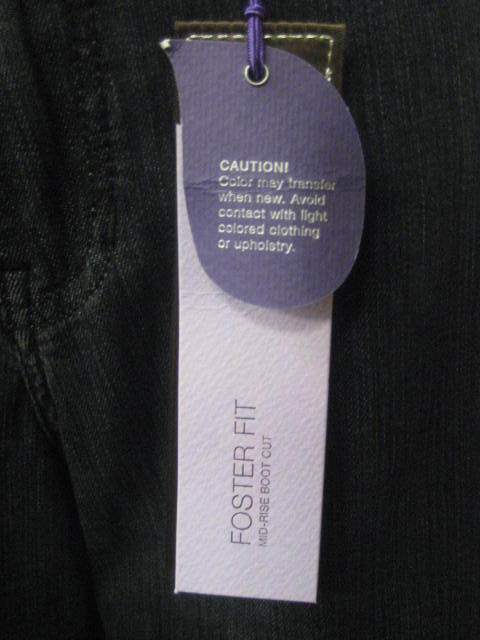 CAUTION!
Color may transfer
when new. Avoid
contact with light
colored clothing
or upholstry.
FOSTER FIT
MID-RISE BOOT CUT